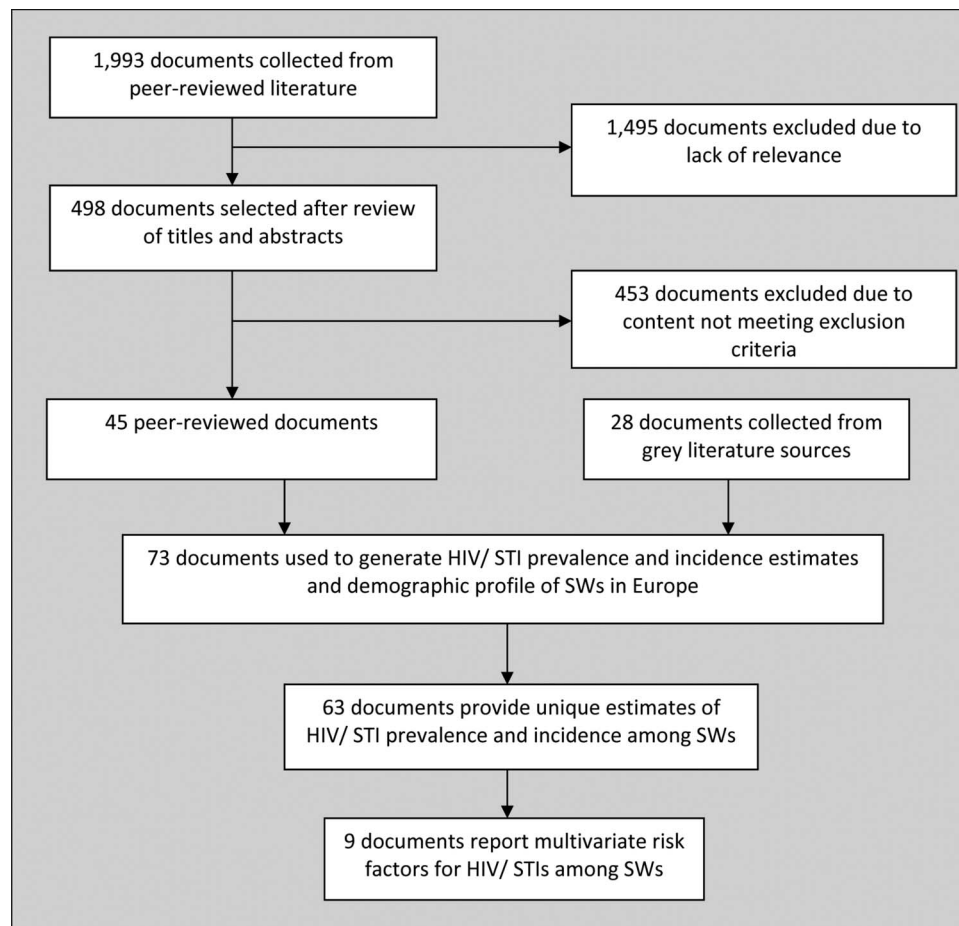 1,993 documents collected from
peer-reviewed literature
1,495 documents excluded due to
lack of relevance
498 documents selected after review
of titles and abstracts
453 documents excluded due to
content not meeting exclusion
criteria
45 peer-reviewed documents
28 documents collected from
grey literature sources
73 documents used to generate HIV/ STI prevalence and incidence estimates
and demographic profile of SWs in Europe
63 documents provide unique estimates of
HIV/ STI prevalence and incidence among SWs
9 documents report multivariate risk
factors for HIV/ STIs among SWs